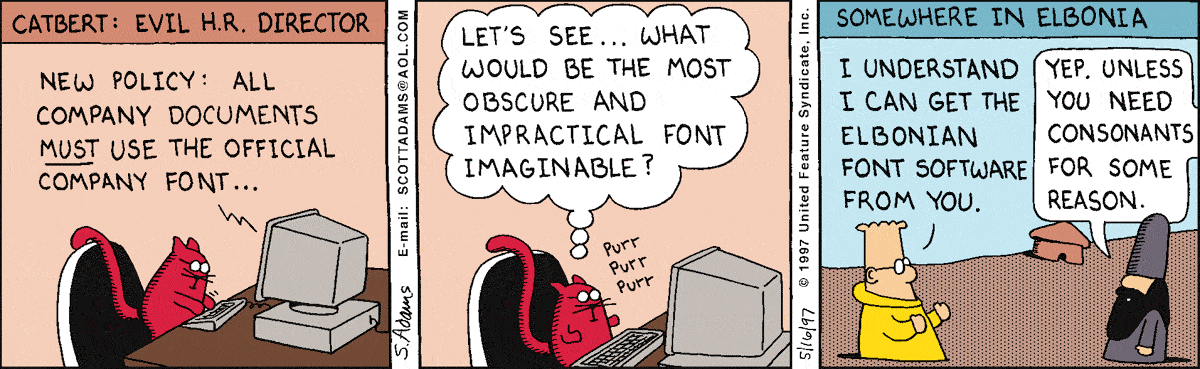 CATBERT: EVIL H.R. DIRECTOR
NEW POLICY: ALL
COMPANY DOCUMENTS
MUST USE THE OFFICIAL
COMPANY FONT...
S. Adams
E-mail: SCOTTADAMS@AOL.COM
LET'S SEE... WHAT
WOULD BE THE MOST
OBSCURE AND
IMPRACTICAL FONT
IMAGINABLE?
Purr
Purr
Purr
5/16/97
© 1997 United Feature Syndicate, Inc.
SOMEWHERE IN ELBONIA
I UNDERSTAND
I CAN GET THE
ELBONIAN
FONT SOFTWARE
FROM YOU.
YEP. UNLESS
YOU NEED
CONSONANTS
FOR SOME
REASON.